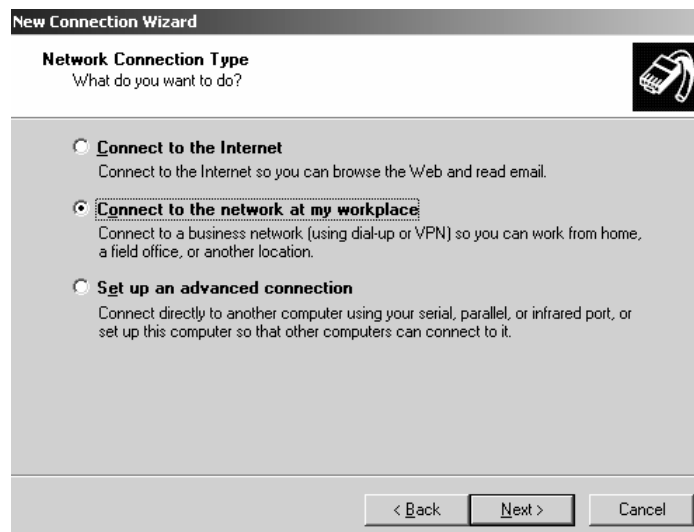 New Connection Wizard
Network Connection Type
What do you want to do?
Connect to the Internet
Connect to the Internet so you can browse the Web and read email.
Connect to the network at my workplace
Connect to a business network (using dial-up or VPN) so you can work from home,
a field office, or another location.
Set up an advanced connection
Connect directly to another computer using your serial, parallel, or infrared port, or
set up this computer so that other computers can connect to it.
< Back
Next >
Cancel